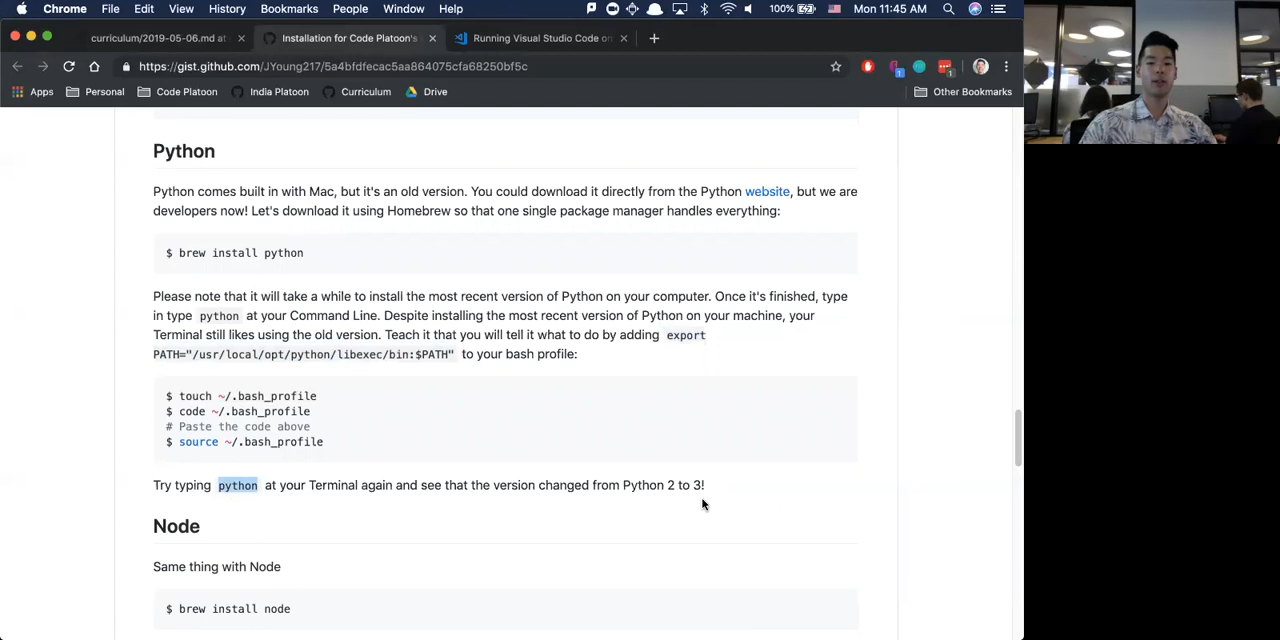 Chrome File Edit View History Bookmarks People Window Help 100% Mon 11:45 AM
curriculum/2019-05-06.md at
Installation for Code Platoon's
Running Visual Studio Code on
https://gist.github.com/JYoung217/5a4bfdfecac5aa864075cfa68250bf5c
Apps Personal Code Platoon India Platoon Curriculum Drive Other Bookmarks
Python
Python comes built in with Mac, but it's an old version. You could download it directly from the Python website, but we are
developers now! Let's download it using Homebrew so that one single package manager handles everything:
$ brew install python
Please note that it will take a while to install the most recent version of Python on your computer. Once it's finished, type
in type python at your Command Line. Despite installing the most recent version of Python on your machine, your
Terminal still likes using the old version. Teach it that you will tell it what to do by adding export
PATH="/usr/local/opt/python/libexec/bin:$PATH" to your bash profile:
$ touch ~/.bash_profile
$ code ~/.bash_profile
# Paste the code above
$ source ~/.bash_profile
Try typing python at your Terminal again and see that the version changed from Python 2 to 3!
Node
Same thing with Node
$ brew install node